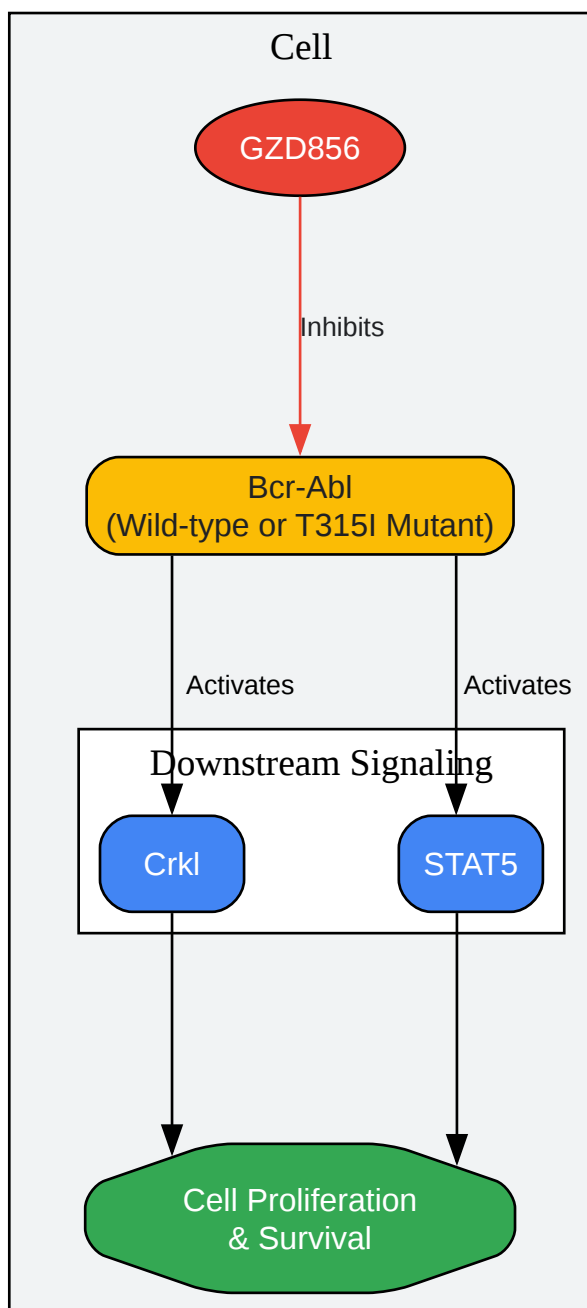 Cell
GZD856
Inhibits
Bcr-Abl
(Wild-type or T315I Mutant)
Activates
Activates
Downstream Signaling
Crkl
STAT5
Cell Proliferation
& Survival